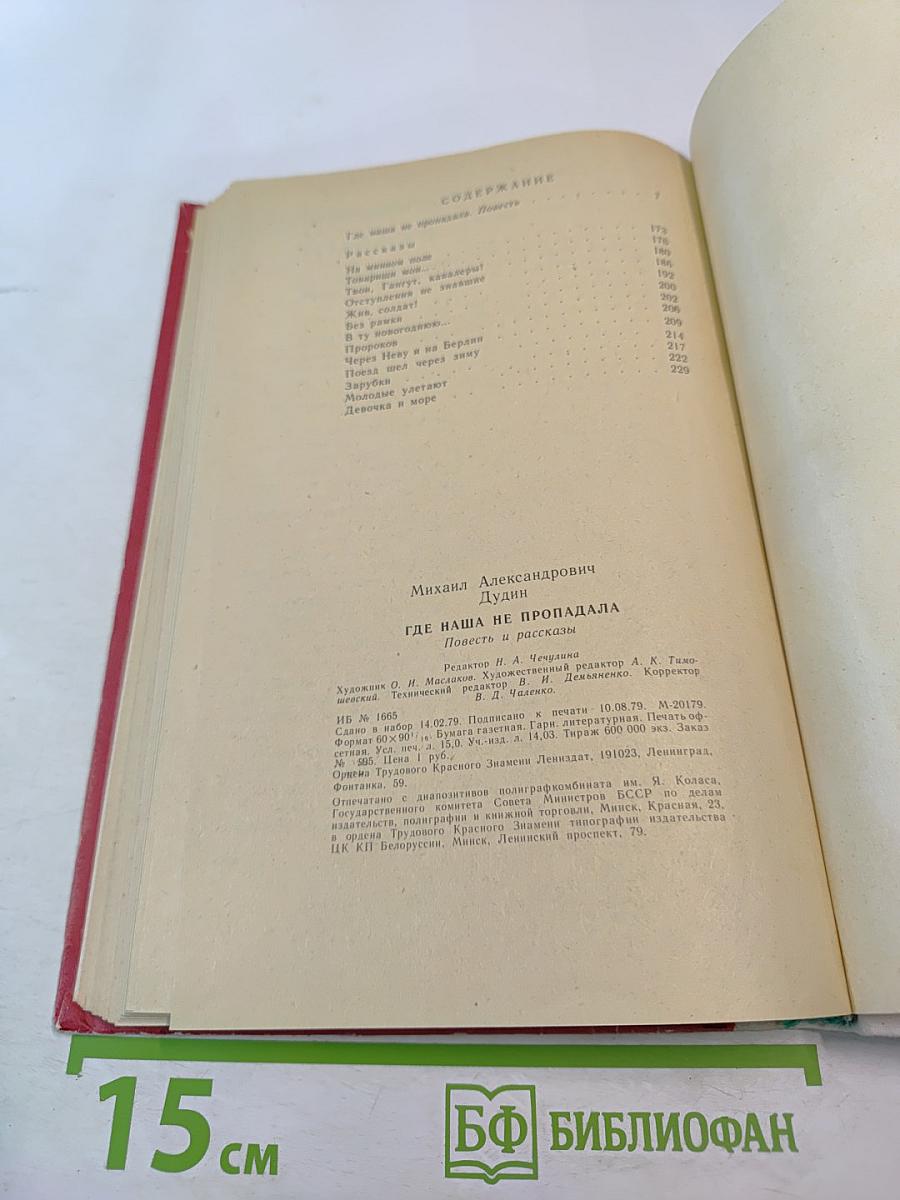 СОДЕРЖАНИЕ
Где наша не пропадала. Повесть . . . . . . . 7
Рассказы
На минном поле . . . . . . . 173
Товарищи мои... . . . . . . . 178
Твои, Гангут, кавалеры! . . . . . . . 180
Отступления не знавшие . . . . . . . 186
Жив, солдат! . . . . . . . 192
Без рамки . . . . . . . 200
В ту новогоднюю... . . . . . . . 202
Пророков . . . . . . . 206
Через Неву и на Берлин . . . . . . . 209
Поезд шел через зиму . . . . . . . 214
Зарубки . . . . . . . 217
Молодые улетают . . . . . . . 222
Девочка и море . . . . . . . 229
Михаил Александрович
Дудин
ГДЕ НАША НЕ ПРОПАДАЛА
Повесть и рассказы
Редактор Н. А. Чечулина
Художник О. И. Маслаков. Художественный редактор А. К. Тимо-
шевский. Технический редактор В. И. Демьяненко. Корректор
В. Д. Чаленко.
ИБ № 1665
Сдано в набор 14.02.79. Подписано к печати 10.08.79. М-20179.
Формат 60×90 1/16. Бумага газетная. Гарн. литературная. Печать оф-
сетная. Усл. печ. л. 15,0. Уч.-изд. л. 14,03. Тираж 600 000 экз. Заказ
№ 595. Цена 1 руб.
Ордена Трудового Красного Знамени Лениздат, 191023, Ленинград,
Фонтанка, 59.
Отпечатано с диапозитивов полиграфкомбината им. Я. Коласа,
Государственного комитета Совета Министров БССР по делам
издательств, полиграфии и книжной торговли, Минск, Красная, 23,
в ордена Трудового Красного Знамени типографии издательства
ЦК КП Белоруссии, Минск, Ленинский проспект, 79.
15 см
БФ БИБЛИОФАН